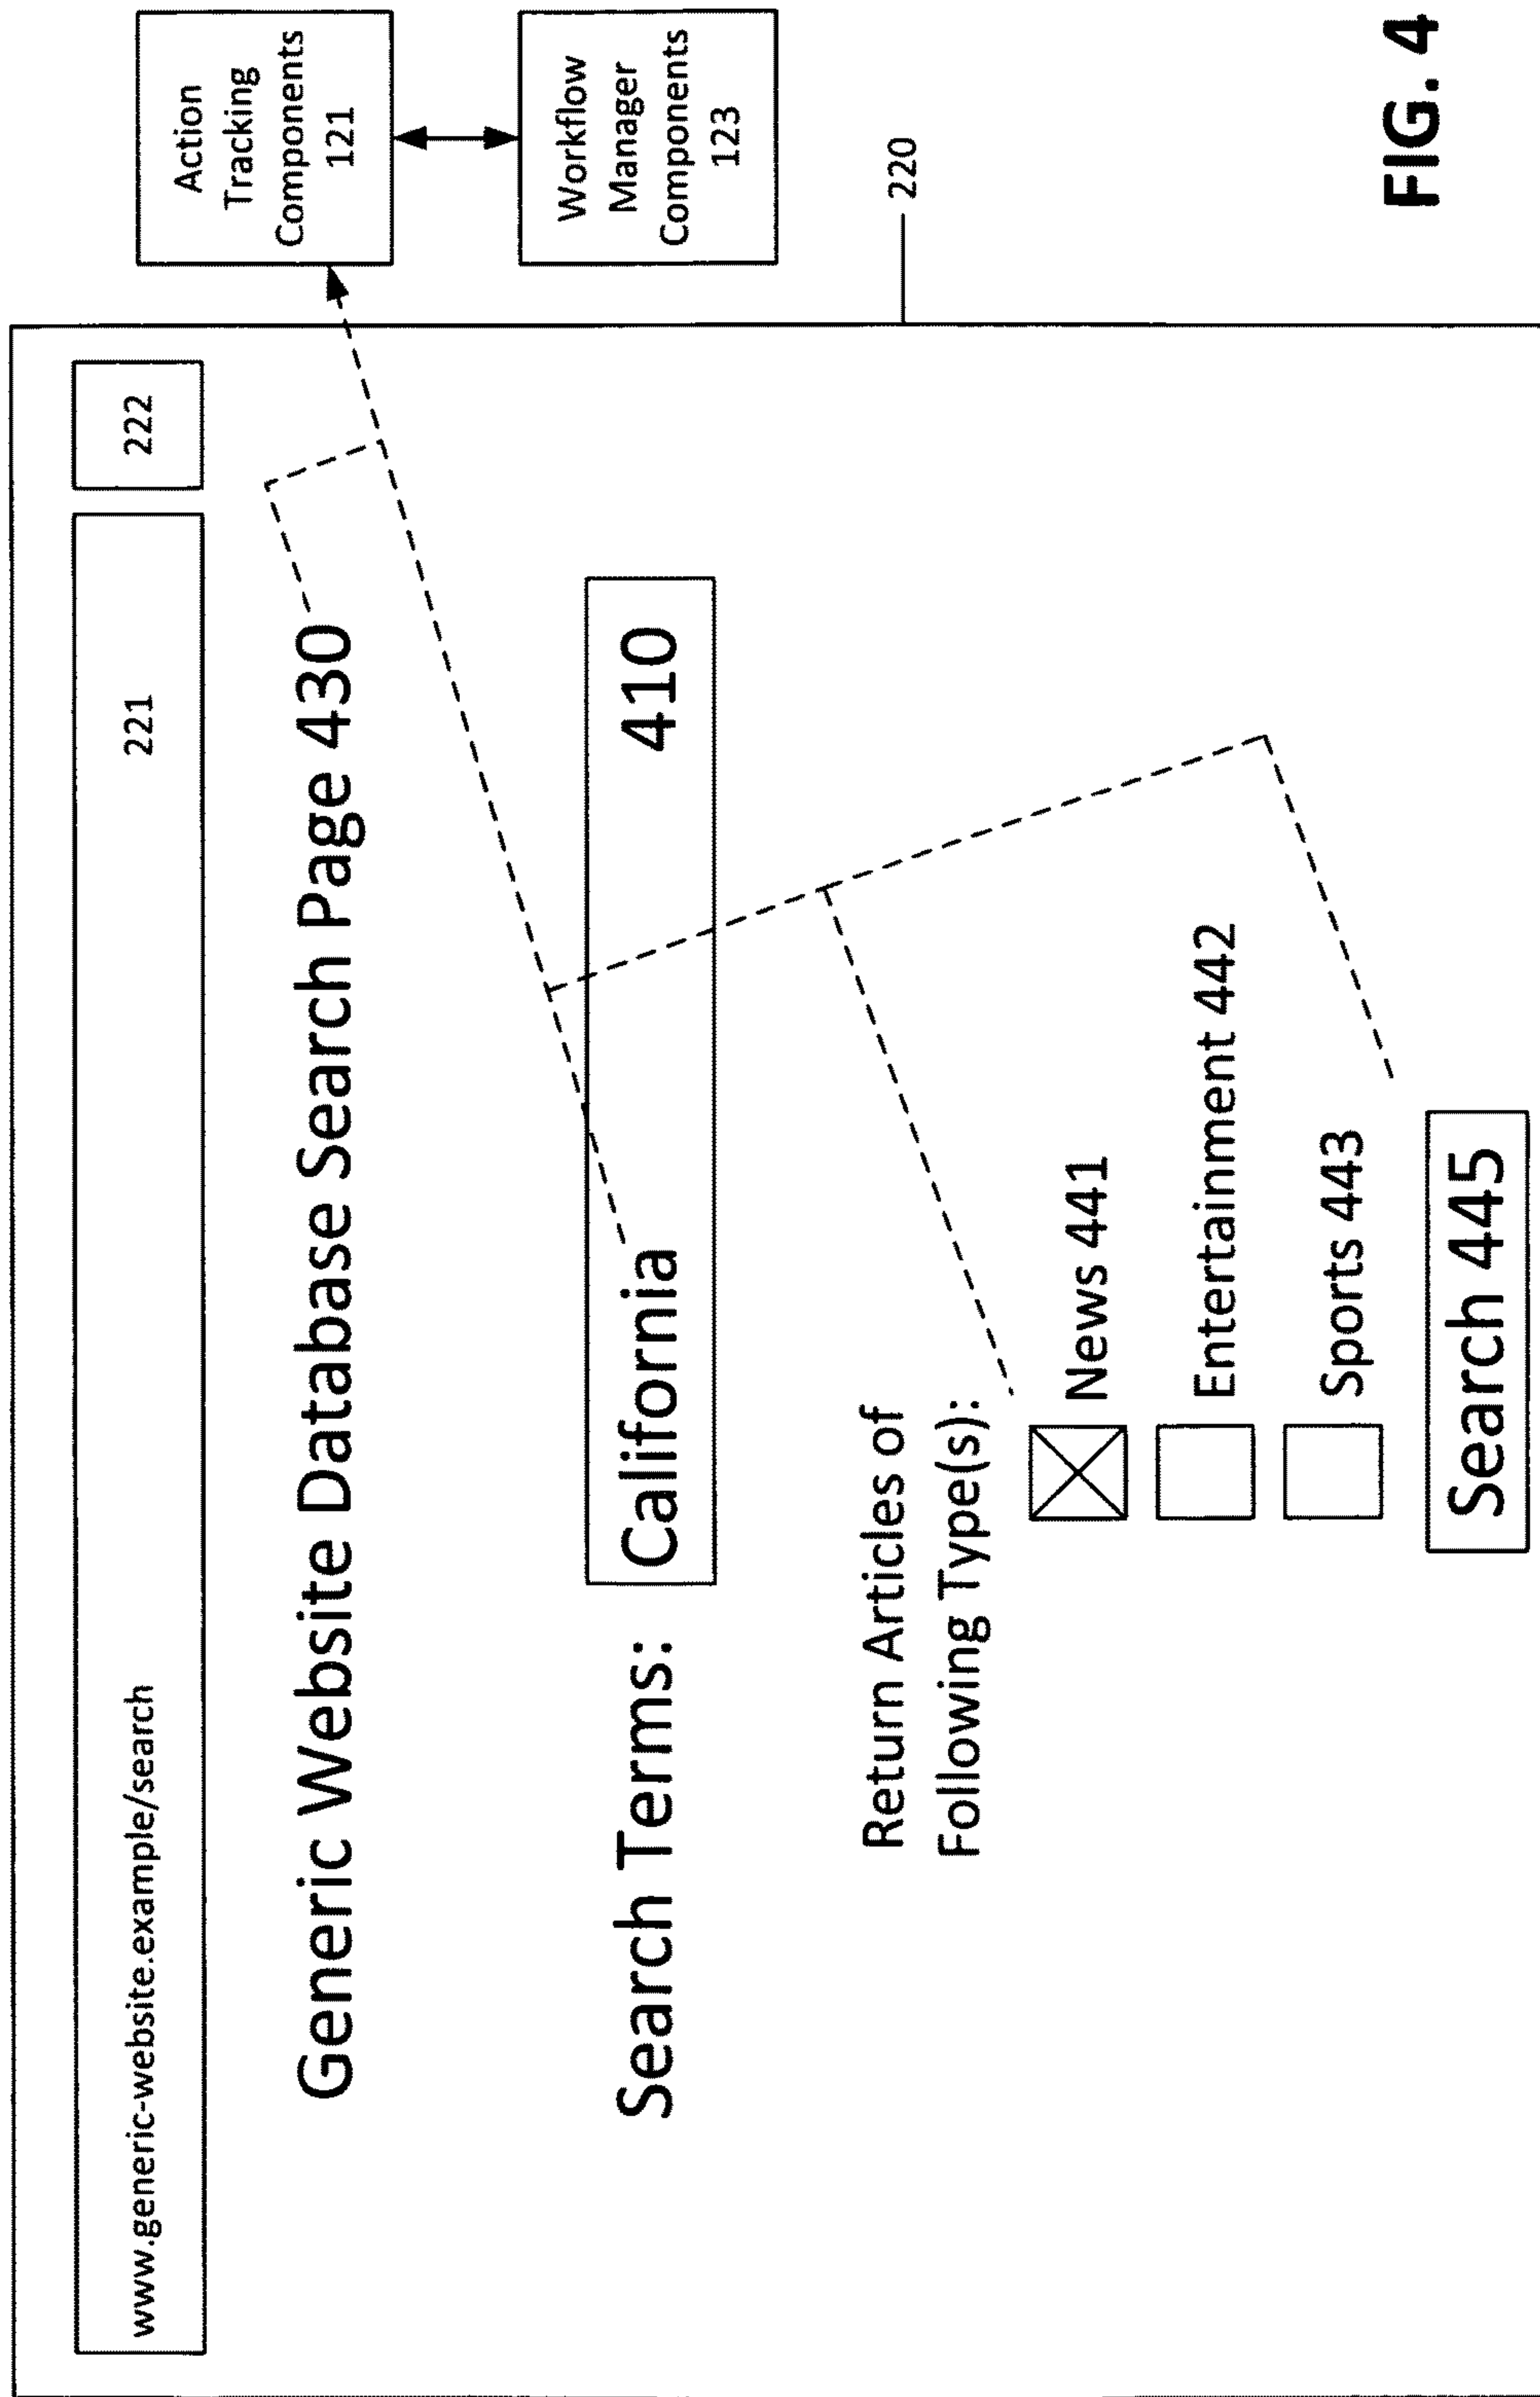 www.generic-website.example/search 221
222
Generic Website Database Search Page 430
Search Terms:
California 410
Return Articles of
Following Type(s):
News 441
Entertainment 442
Sports 443
Search 445
Action
Tracking
Components
121
Workflow
Manager
Components
123
220
FIG. 4